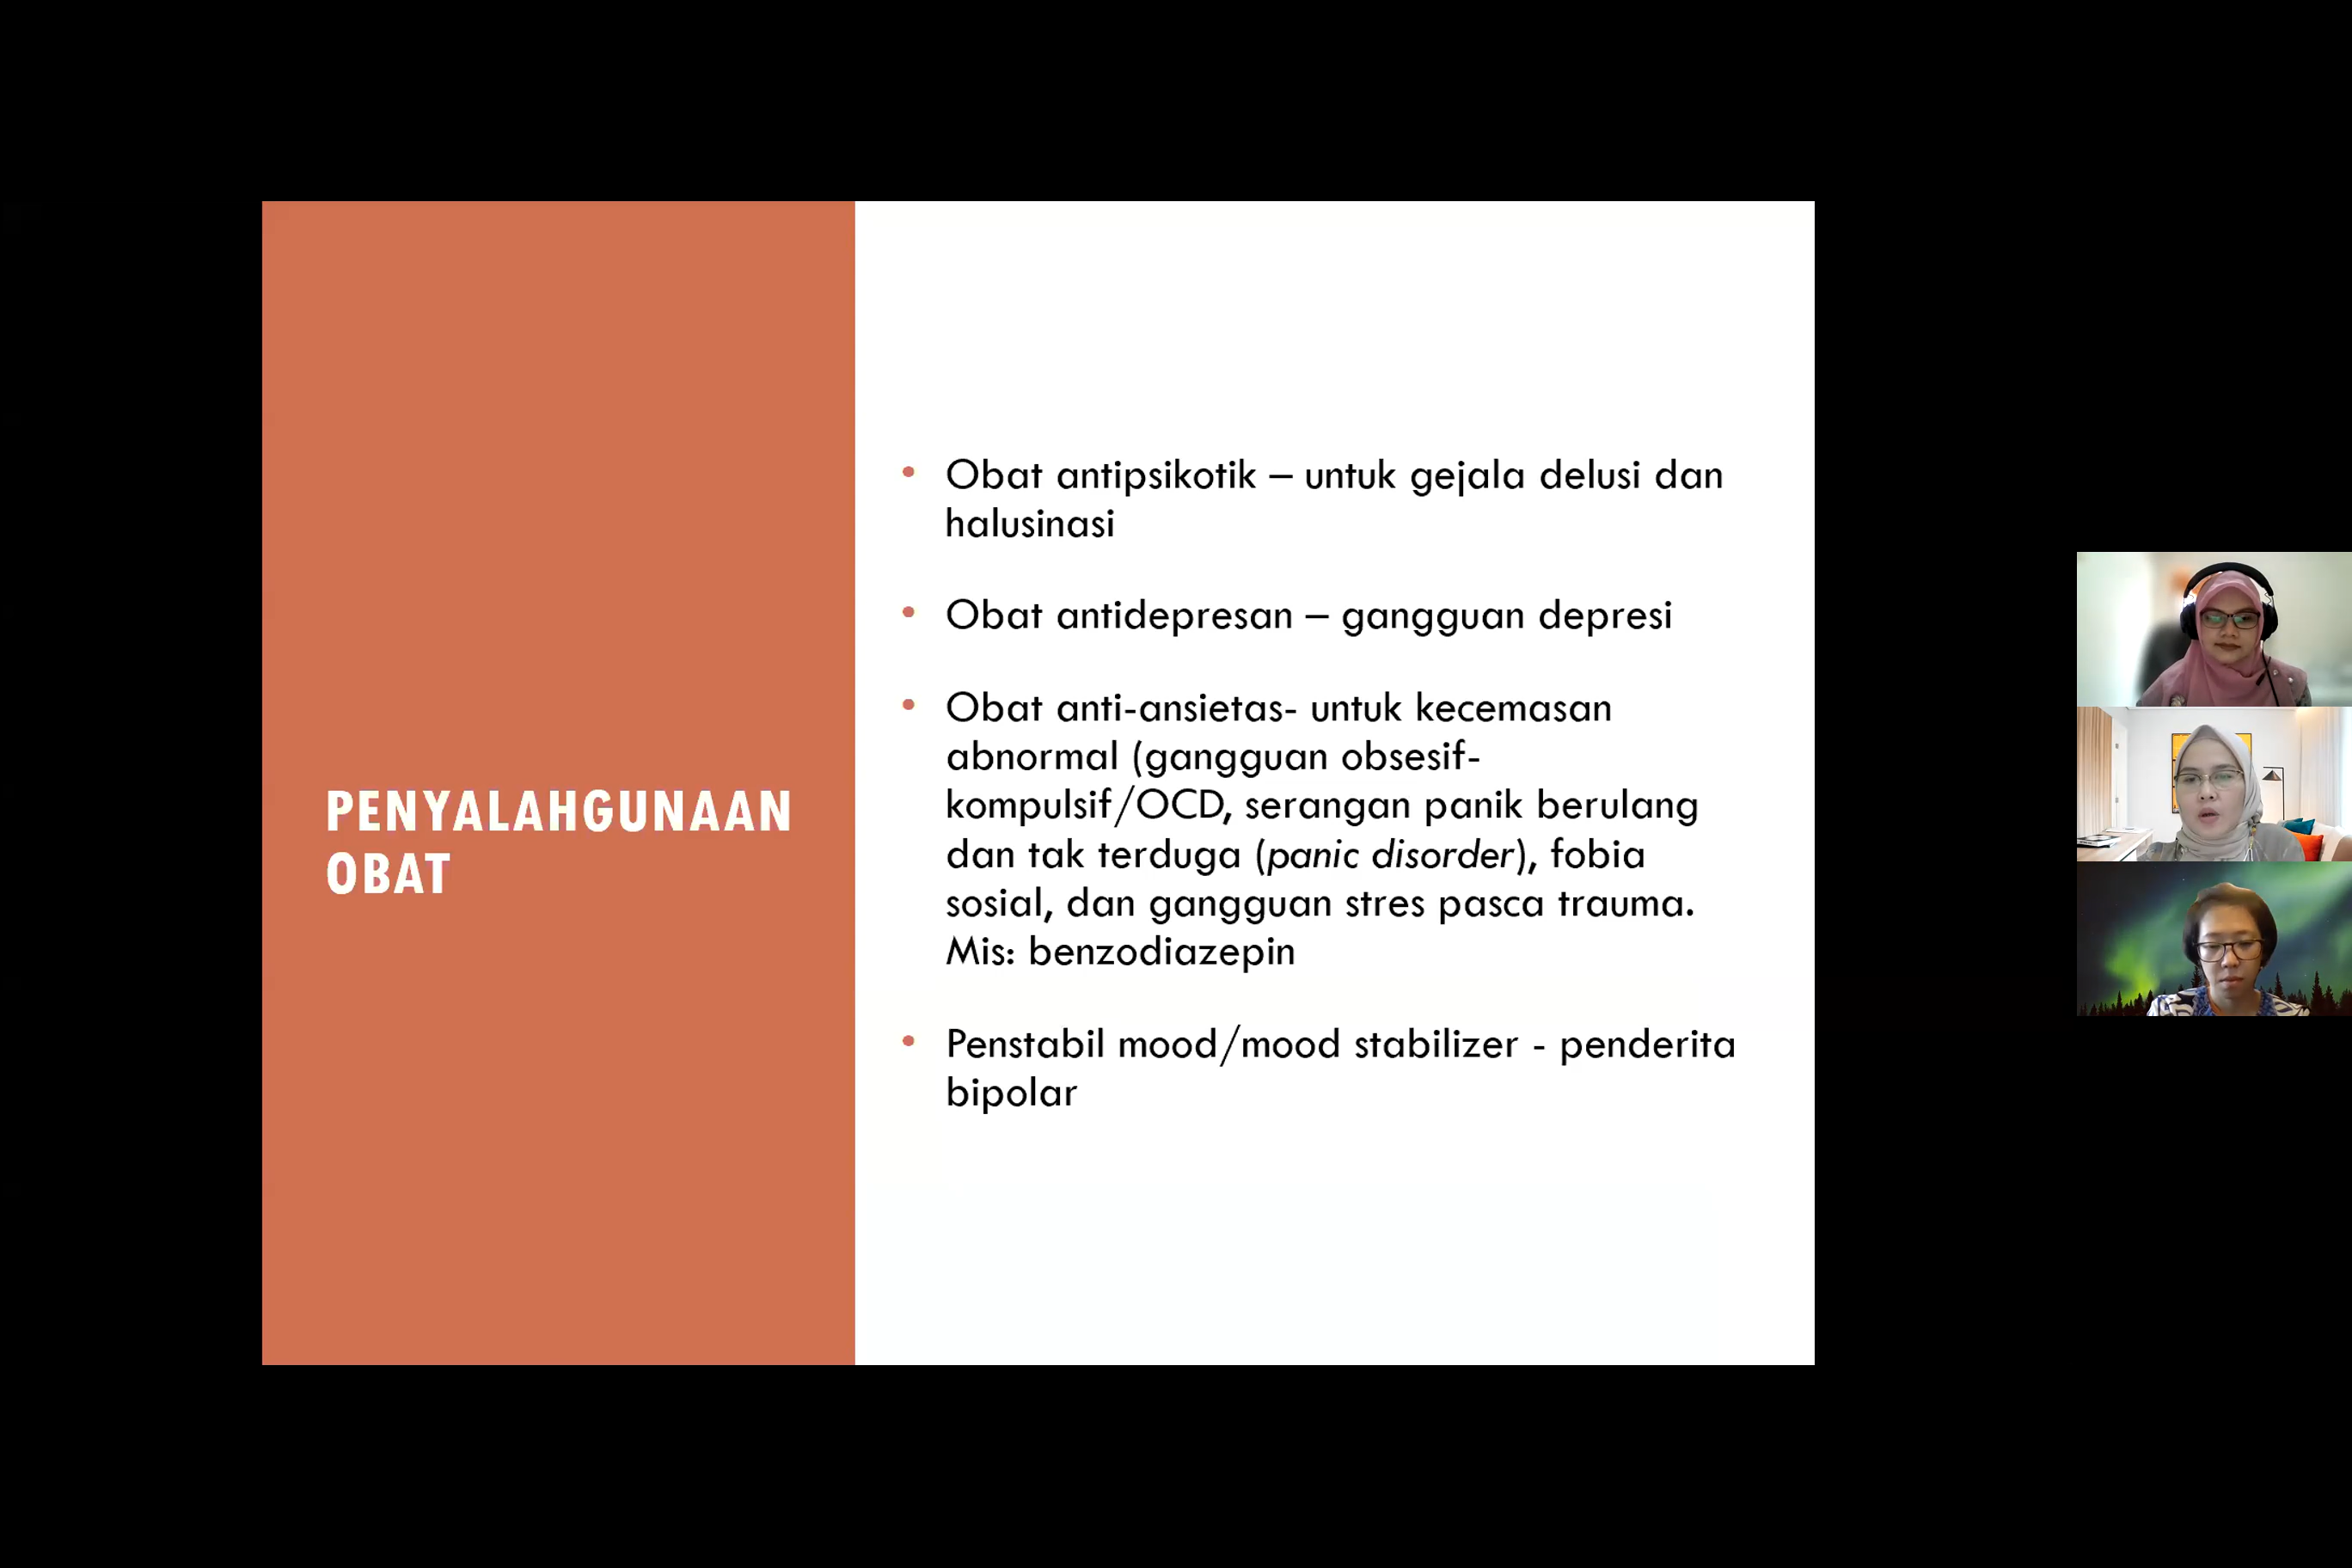 PENYALAHGUNAAN
OBAT
• Obat antipsikotik – untuk gejala delusi dan
halusinasi
• Obat antidepresan – gangguan depresi
• Obat anti-ansietas- untuk kecemasan
abnormal (gangguan obsesif-
kompulsif/OCD, serangan panik berulang
dan tak terduga (panic disorder), fobia
sosial, dan gangguan stres pasca trauma.
Mis: benzodiazepin
• Penstabil mood/mood stabilizer - penderita
bipolar